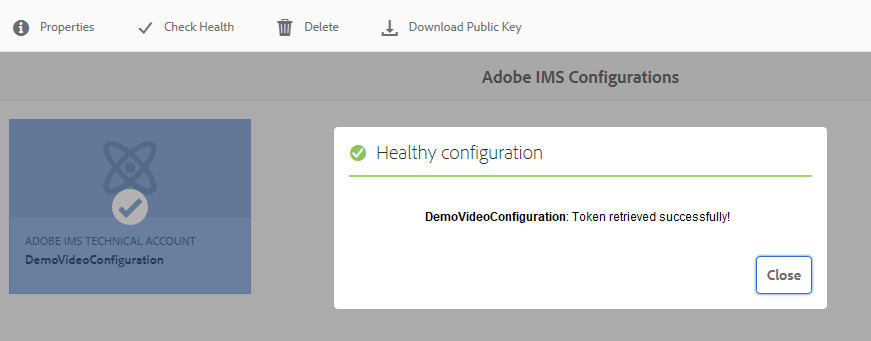 Properties
Check Health
Delete
Download Public Key
Adobe IMS Configurations
Healthy configuration
DemoVideoConfiguration: Token retrieved successfully!
Close
ADOBE IMS TECHNICAL ACCOUNT
DemoVideoConfiguration